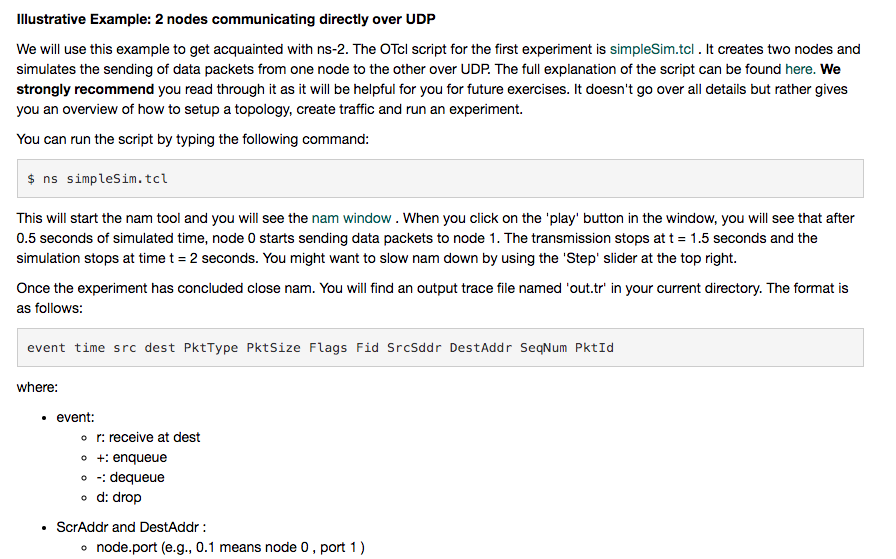 Illustrative Example: 2 nodes communicating directly over UDP
We will use this example to get acquainted with ns-2. The OTcl script for the first experiment is simpleSim.tcl . It creates two nodes and
simulates the sending of data packets from one node to the other over UDP. The full explanation of the script can be found here. We
strongly recommend you read through it as it will be helpful for you for future exercises. It doesn't go over all details but rather gives
you an overview of how to setup a topology, create traffic and run an experiment.
You can run the script by typing the following command:
$ ns simpleSim.tcl
This will start the nam tool and you will see the nam window . When you click on the 'play' button in the window, you will see that after
0.5 seconds of simulated time, node 0 starts sending data packets to node 1. The transmission stops at t = 1.5 seconds and the
simulation stops at time t = 2 seconds. You might want to slow nam down by using the 'Step' slider at the top right.
Once the experiment has concluded close nam. You will find an output trace file named 'out.tr' in your current directory. The format is
as follows:
event time src dest PktType PktSize Flags Fid SrcSddr DestAddr SeqNum PktId
where:
• event:
◦ r: receive at dest
◦ +: enqueue
◦ -: dequeue
◦ d: drop
• ScrAddr and DestAddr :
◦ node.port (e.g., 0.1 means node 0 , port 1 )